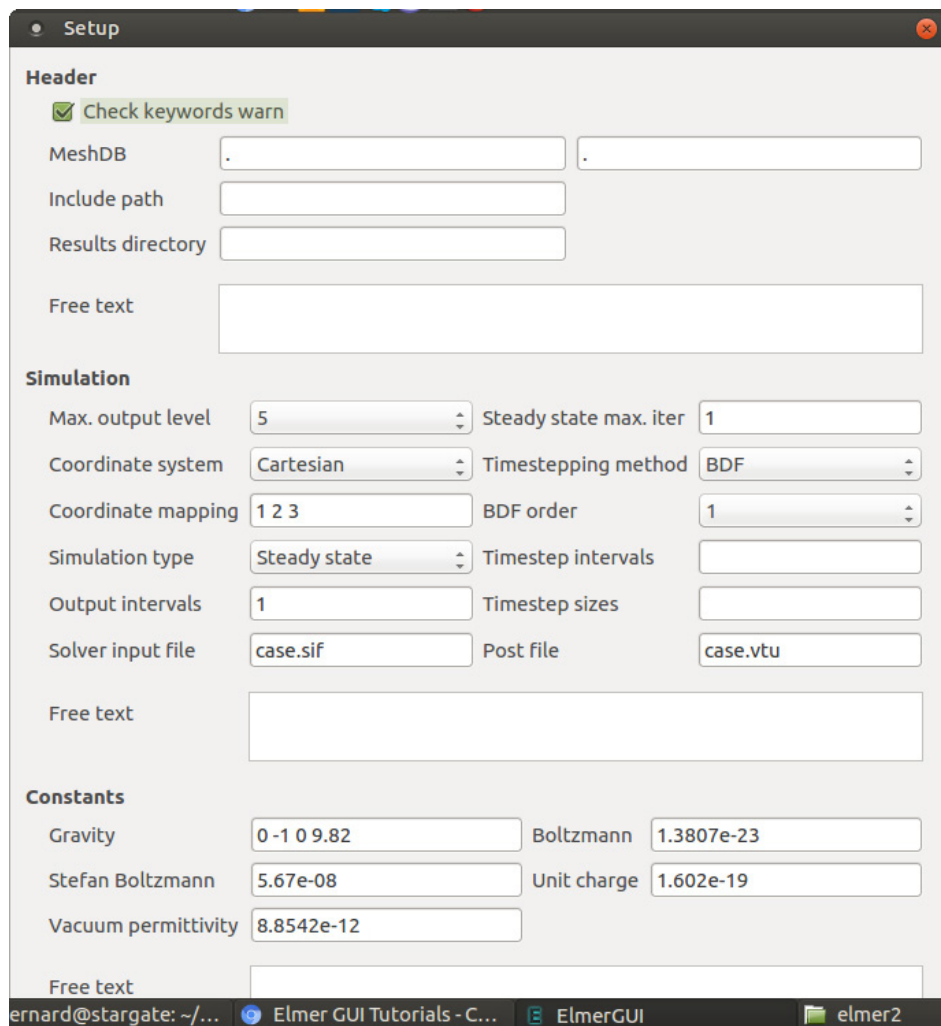 Setup
Header
Check keywords warn
MeshDB . .
Include path
Results directory
Free text
Simulation
Max. output level 5 Steady state max. iter 1
Coordinate system Cartesian Timestepping method BDF
Coordinate mapping 1 2 3 BDF order 1
Simulation type Steady state Timestep intervals
Output intervals 1 Timestep sizes
Solver input file case.sif Post file case.vtu
Free text
Constants
Gravity 0 -1 0 9.82 Boltzmann 1.3807e-23
Stefan Boltzmann 5.67e-08 Unit charge 1.602e-19
Vacuum permittivity 8.8542e-12
Free text
ernard@stargate: ~/... Elmer GUI Tutorials - C... ElmerGUI elmer2